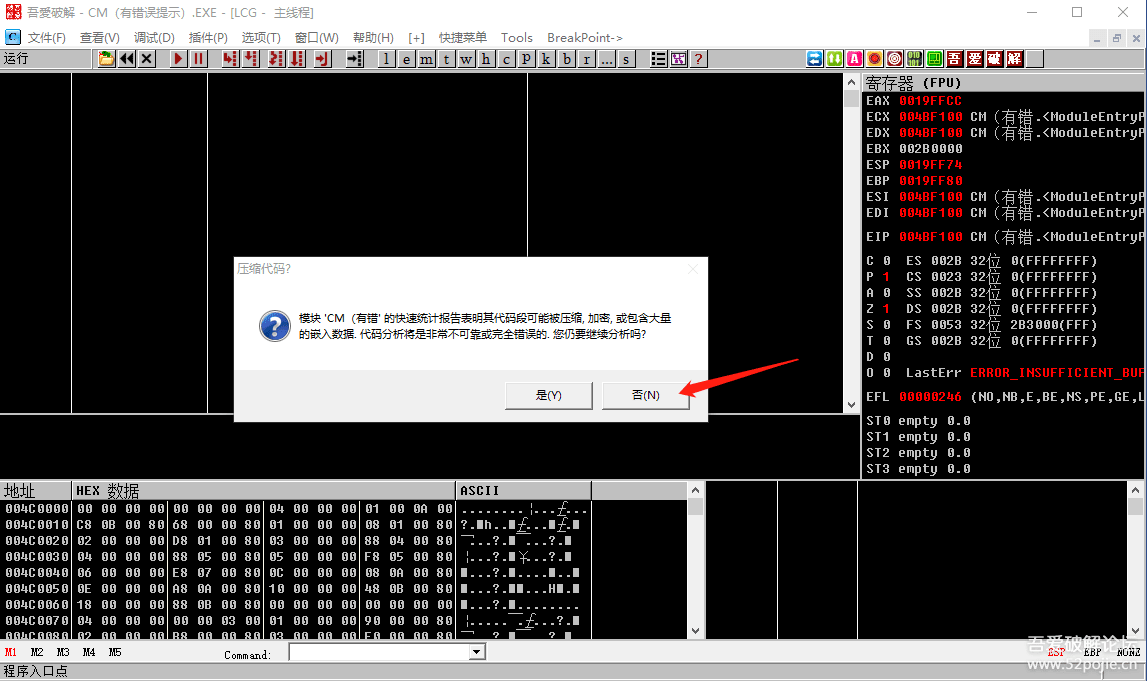 吾爱破解 - CM（有错误提示）.EXE - [LCG - 主线程]
文件(F) 查看(V) 调试(D) 插件(P) 选项(T) 窗口(W) 帮助(H) [+] 快捷菜单 Tools BreakPoint->
运行 l e m t w h c P k b r ... s ? 吾 爱 破 解
寄存器 (FPU)
EAX 0019FFCC
ECX 004BF100 CM（有错.<ModuleEntryP
EDX 004BF100 CM（有错.<ModuleEntryP
EBX 002B0000
ESP 0019FF74
EBP 0019FF80
ESI 004BF100 CM（有错.<ModuleEntryP
EDI 004BF100 CM（有错.<ModuleEntryP
EIP 004BF100 CM（有错.<ModuleEntryP
C 0 ES 002B 32位 0(FFFFFFFF)
P 1 CS 0023 32位 0(FFFFFFFF)
A 0 SS 002B 32位 0(FFFFFFFF)
Z 1 DS 002B 32位 0(FFFFFFFF)
S 0 FS 0053 32位 2B3000(FFF)
T 0 GS 002B 32位 0(FFFFFFFF)
D 0
O 0 LastErr ERROR_INSUFFICIENT_BUF
EFL 00000246 (NO,NB,E,BE,NS,PE,GE,L
ST0 empty 0.0
ST1 empty 0.0
ST2 empty 0.0
ST3 empty 0.0
压缩代码?
模块 'CM（有错' 的快速统计报告表明其代码段可能被压缩, 加密, 或包含大量
的嵌入数据. 代码分析将是非常不可靠或完全错误的. 您仍要继续分析吗?
是(Y) 否(N)
地址 HEX 数据 ASCII
004C0000 00 00 00 00 00 00 00 00 04 00 00 00 01 00 0A 00
004C0010 C8 0B 00 80 68 00 00 00 01 00 00 00 08 01 00 80
004C0020 02 00 00 00 D8 01 00 80 03 00 00 00 88 04 00 80
004C0030 04 00 00 00 88 05 00 80 05 00 00 00 F8 05 00 80
004C0040 06 00 00 00 E8 07 00 80 0C 00 00 00 08 0A 00 80
004C0050 0E 00 00 00 A8 0A 00 80 10 00 00 00 48 0B 00 80
004C0060 18 00 00 00 88 0B 00 80 00 00 00 00 00 00 00 00
004C0070 04 00 00 00 00 00 03 00 01 00 00 00 90 00 00 80
004C0080 02 00 00 00 B8 00 00 80 03 00 00 00 E0 00 00 80
M1 M2 M3 M4 M5 Command: ESP EBP NONE
程序入口点
吾爱破解论坛
www.52pojie.cn